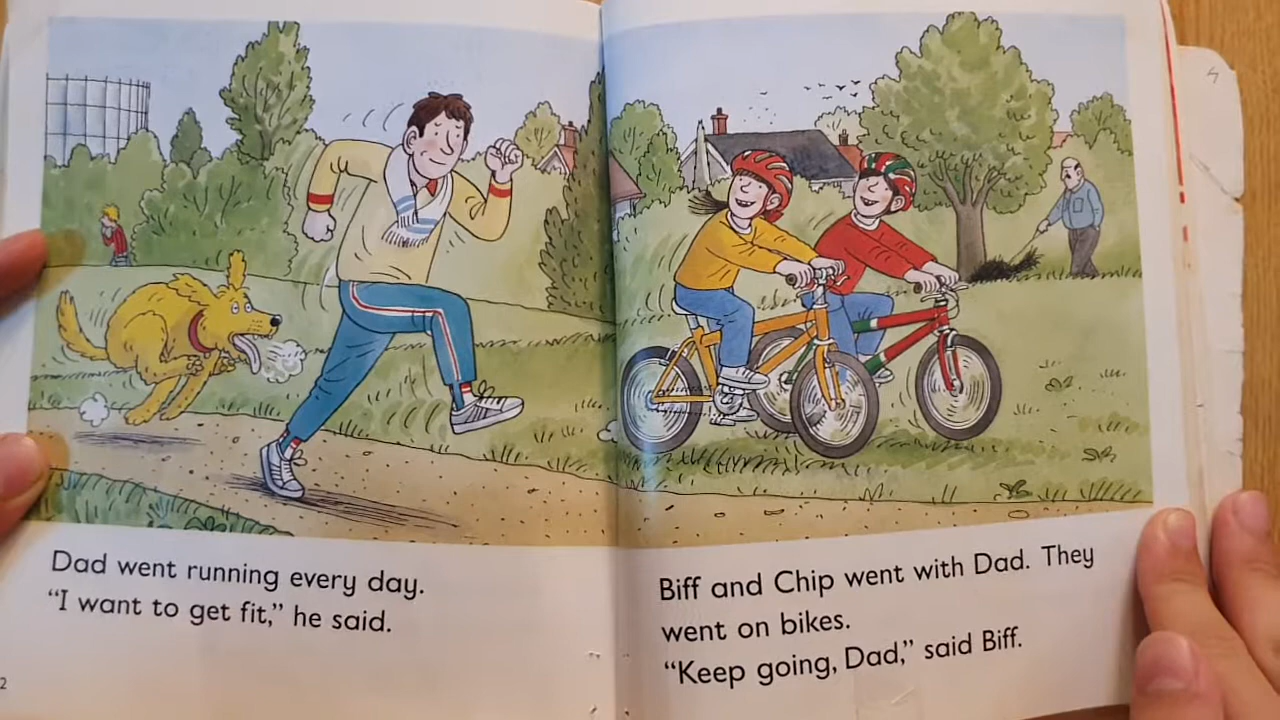 Dad went running every day.
“I want to get fit,” he said.
2
Biff and Chip went with Dad. They
went on bikes.
“Keep going, Dad,” said Biff.